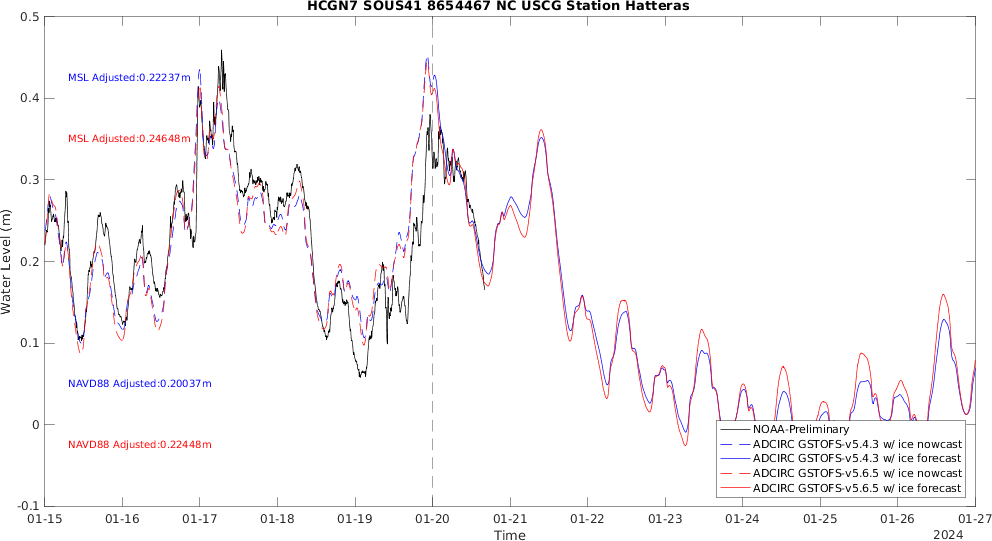 HCGN7 SOUS41 8654467 NC USCG Station Hatteras
0.5
0.4
0.3
0.2
0.1
0
-0.1
Water Level (m)
MSL Adjusted:0.22237m
MSL Adjusted:0.24648m
NAVD88 Adjusted:0.20037m
NAVD88 Adjusted:0.22448m
NOAA-Preliminary
ADCIRC GSTOFS-v5.4.3 w/ ice nowcast
ADCIRC GSTOFS-v5.4.3 w/ ice forecast
ADCIRC GSTOFS-v5.6.5 w/ ice nowcast
ADCIRC GSTOFS-v5.6.5 w/ ice forecast
01-15 01-16 01-17 01-18 01-19 01-20 01-21 01-22 01-23 01-24 01-25 01-26 01-27
Time
2024